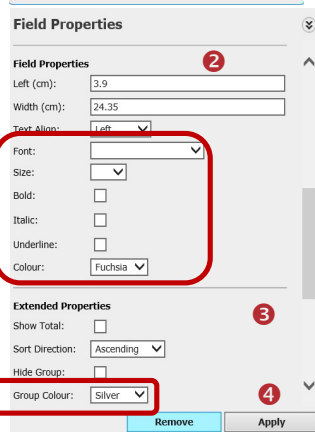 Field Properties
Field Properties 2
Left (cm): 3.9
Width (cm): 24.35
Text Align: Left
Font:
Size:
Bold:
Italic:
Underline:
Colour: Fuchsia
Extended Properties
Show Total: 3
Sort Direction: Ascending
Hide Group:
Group Colour: Silver 4
Remove Apply